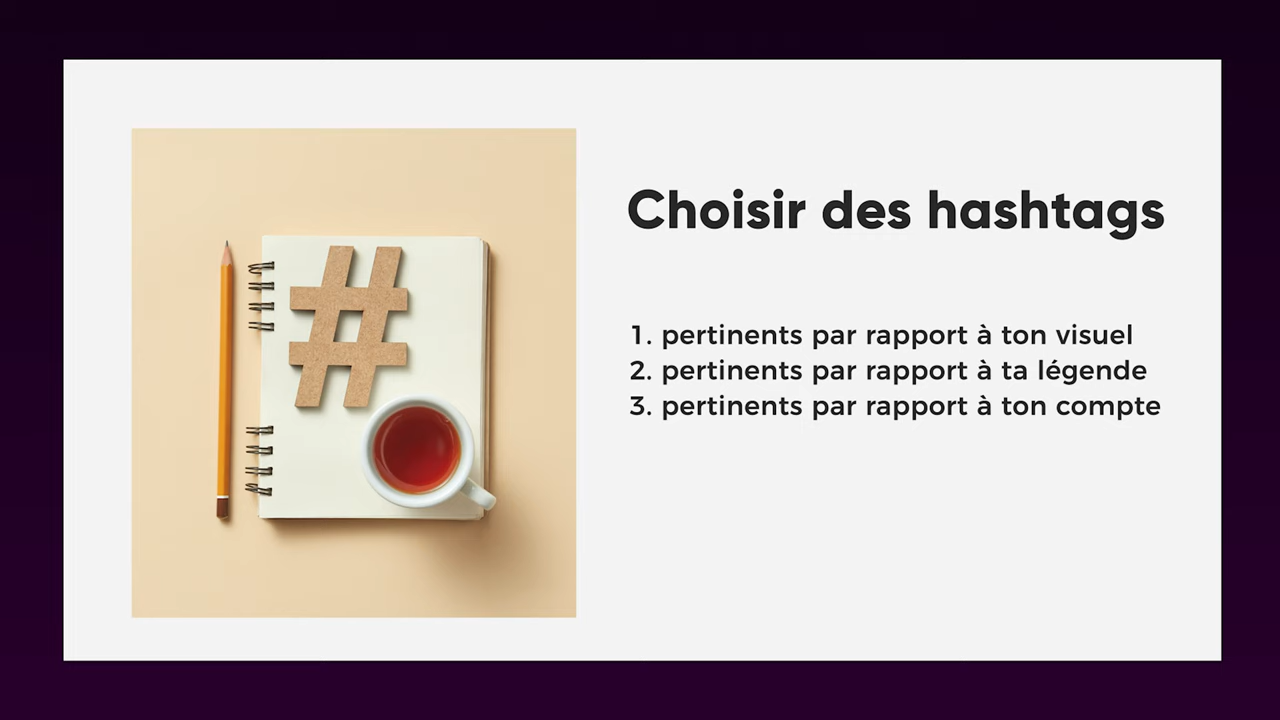 Choisir des hashtags
1. pertinents par rapport à ton visuel
2. pertinents par rapport à ta légende
3. pertinents par rapport à ton compte